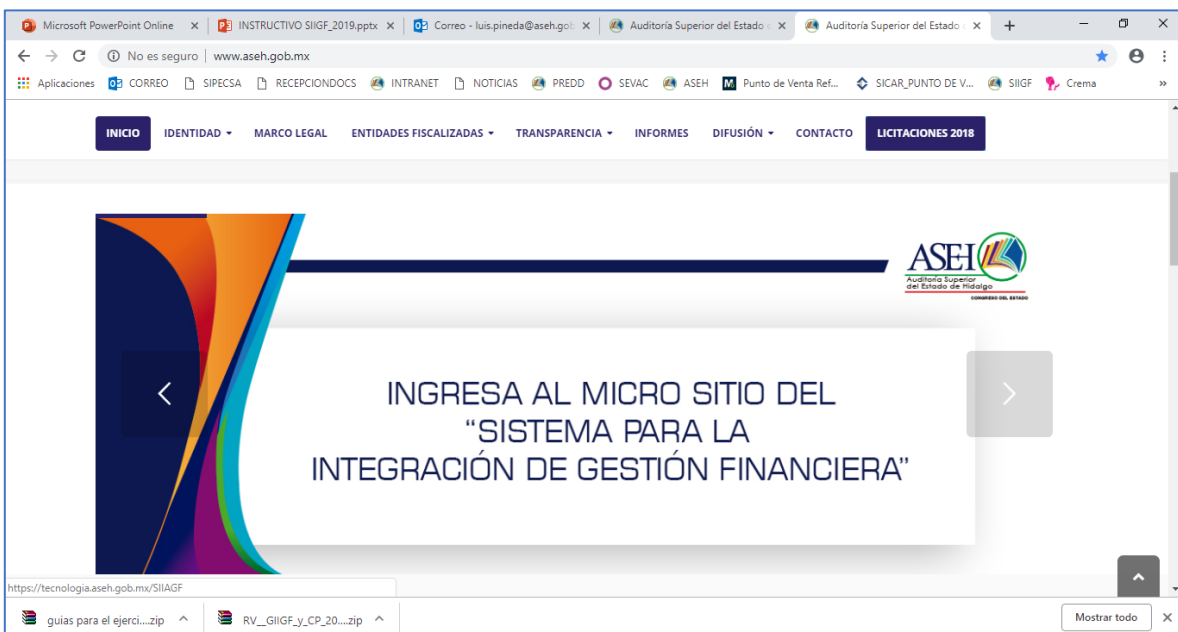 Microsoft PowerPoint Online
INSTRUCTIVO SIIGF_2019.pptx
Correo - luis.pineda@aseh.gob
Auditoría Superior del Estado
Auditoría Superior del Estado
No es seguro | www.aseh.gob.mx
Aplicaciones CORREO SIPECSA RECEPCIONDOCS INTRANET NOTICIAS PREDD SEVAC ASEH Punto de Venta Ref... SICAR_PUNTO DE V... SIIGF Crema »
INICIO IDENTIDAD MARCO LEGAL ENTIDADES FISCALIZADAS TRANSPARENCIA INFORMES DIFUSIÓN CONTACTO LICITACIONES 2018
ASEH
Auditoría Superior
del Estado de Hidalgo
CONGRESO DEL ESTADO
INGRESA AL MICRO SITIO DEL
“SISTEMA PARA LA
INTEGRACIÓN DE GESTIÓN FINANCIERA”
https://tecnologia.aseh.gob.mx/SIIAGF
guias para el ejerci....zip
RV__GIIGF_y_CP_20....zip
Mostrar todo